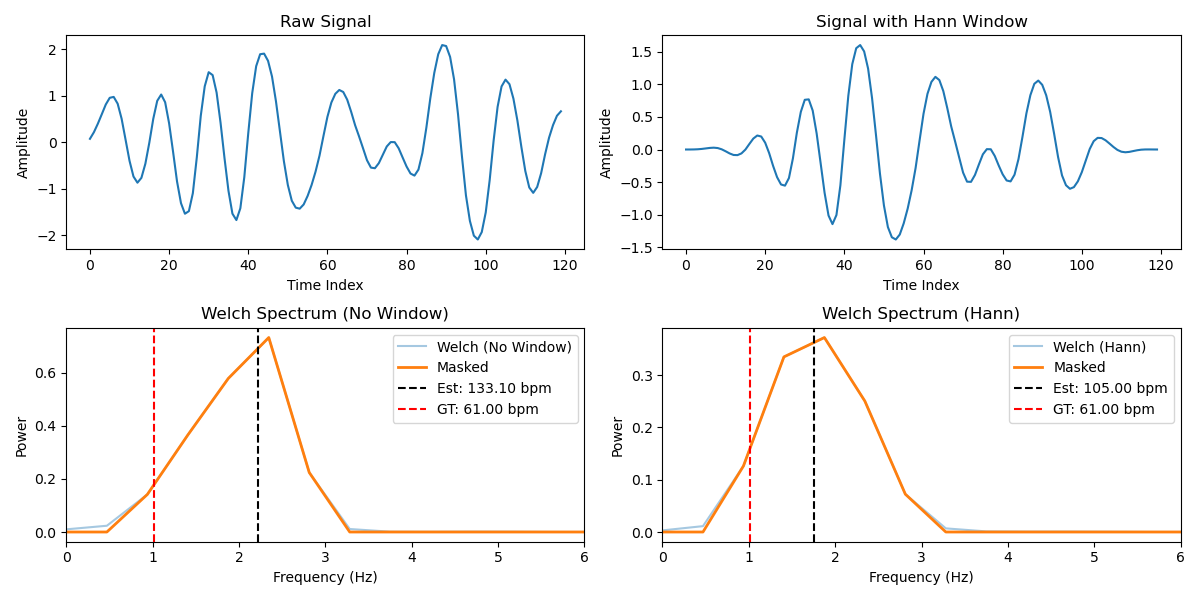 Raw Signal
Amplitude
2
1
0
−1
−2
0 20 40 60 80 100 120
Time Index
Signal with Hann Window
Amplitude
1.5
1.0
0.5
0.0
−0.5
−1.0
−1.5
0 20 40 60 80 100 120
Time Index
Welch Spectrum (No Window)
Power
0.6
0.4
0.2
0.0
0 1 2 3 4 5 6
Frequency (Hz)
Welch (No Window)
Masked
Est: 133.10 bpm
GT: 61.00 bpm
Welch Spectrum (Hann)
Power
0.3
0.2
0.1
0.0
0 1 2 3 4 5 6
Frequency (Hz)
Welch (Hann)
Masked
Est: 105.00 bpm
GT: 61.00 bpm